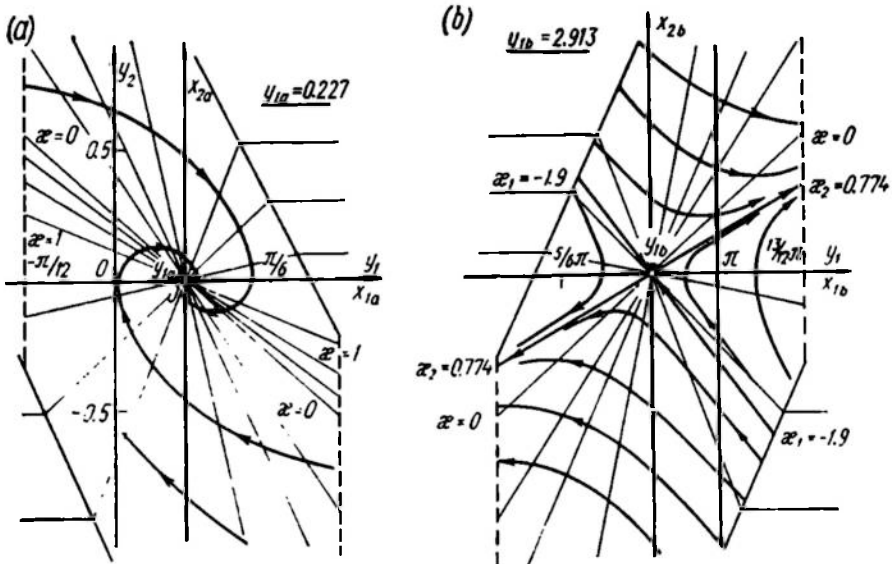 (a)
y₂
x₂ₐ
y₁ₐ=0.227
æ=0
0.5
æ=1
-π/12
0
y₁ₐ
π/6
y₁
x₁ₐ
æ=1
æ=0
-0.5
(b)
y₁b=2.913
x₂b
æ=0
æ₁=-1.9
æ₂=0.774
5/6π
y₁b
π
13/12π
y₁
x₁b
æ₂=0.774
æ=0
æ₁=-1.9